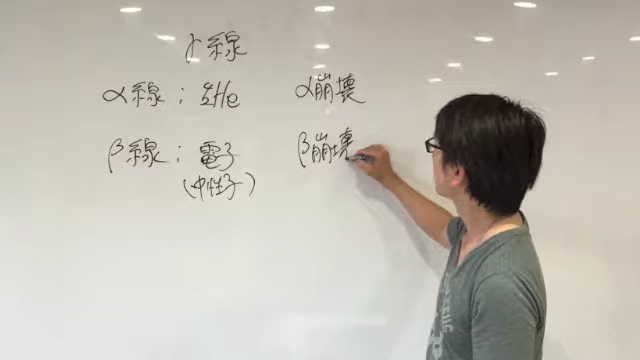 γ線
α線 ; ⁴₂He α崩壊
β線 ; 電子 β崩壊
(中性子)